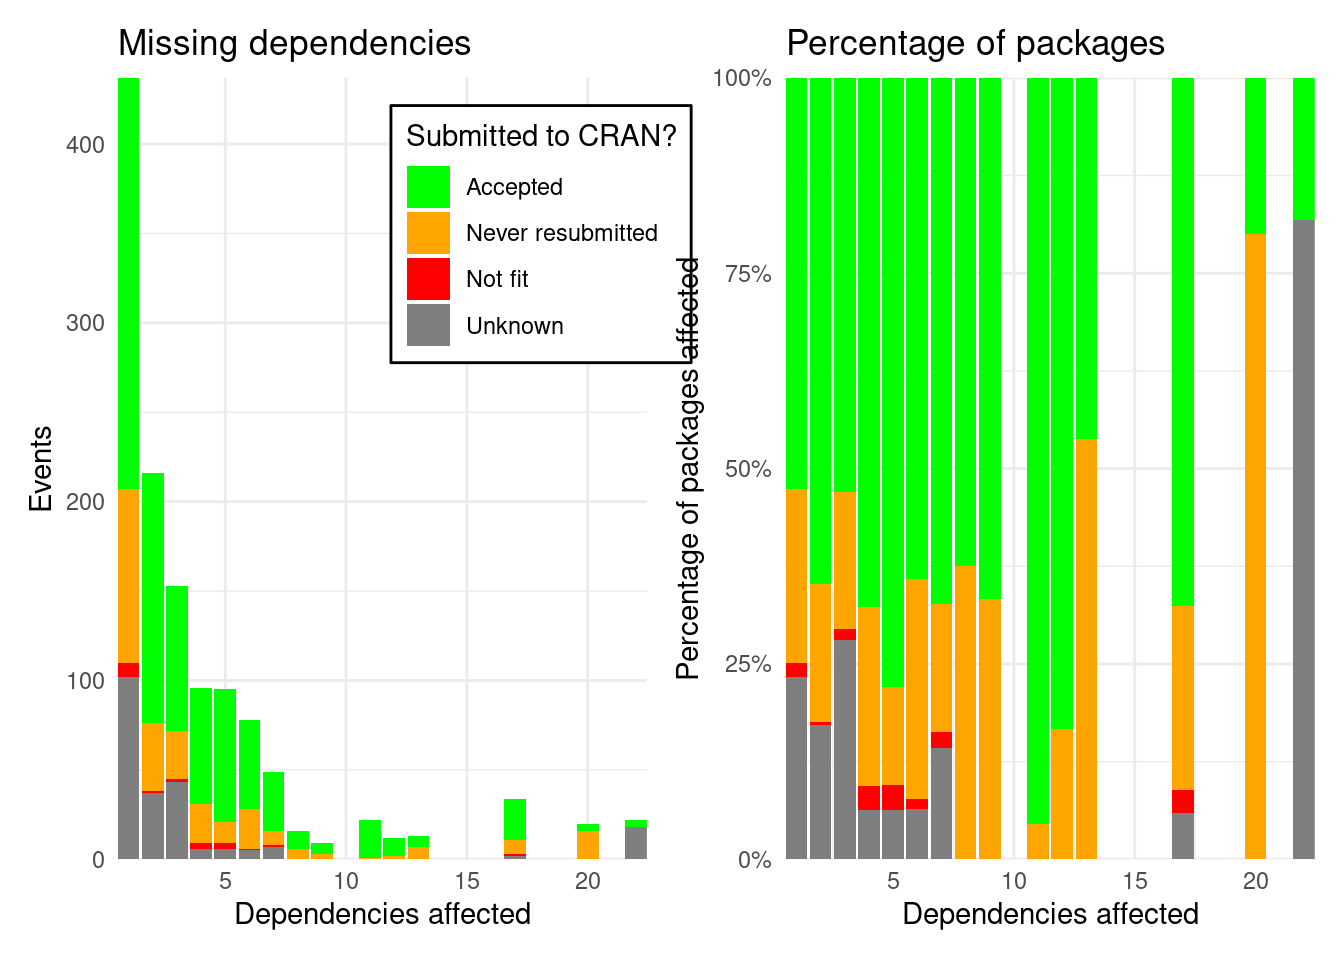 Missing dependencies
Events
400
300
200
100
0
5 10 15 20
Dependencies affected
Submitted to CRAN?
Accepted
Never resubmitted
Not fit
Unknown
Percentage of packages
Percentage of packages affected
100%
75%
50%
25%
0%
5 10 15 20
Dependencies affected